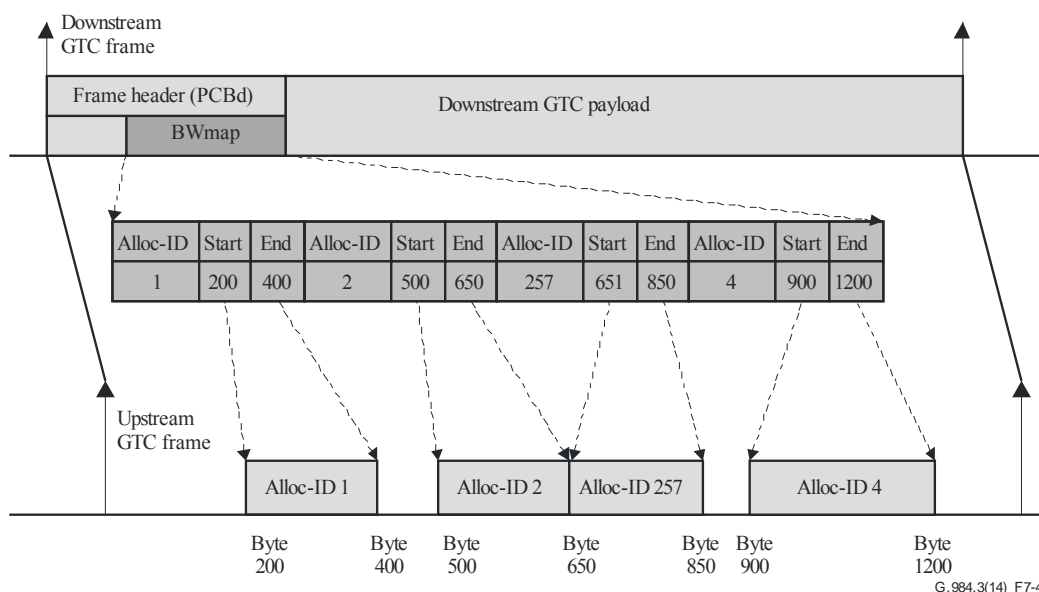 Downstream
GTC frame
Frame header (PCBd)
Downstream GTC payload
BWmap
Alloc-ID Start End Alloc-ID Start End Alloc-ID Start End Alloc-ID Start End
1 200 400 2 500 650 257 651 850 4 900 1200
Upstream
GTC frame
Alloc-ID 1 Alloc-ID 2 Alloc-ID 257 Alloc-ID 4
Byte Byte Byte Byte Byte Byte Byte
200 400 500 650 850 900 1200
G.984.3(14)_F7-4